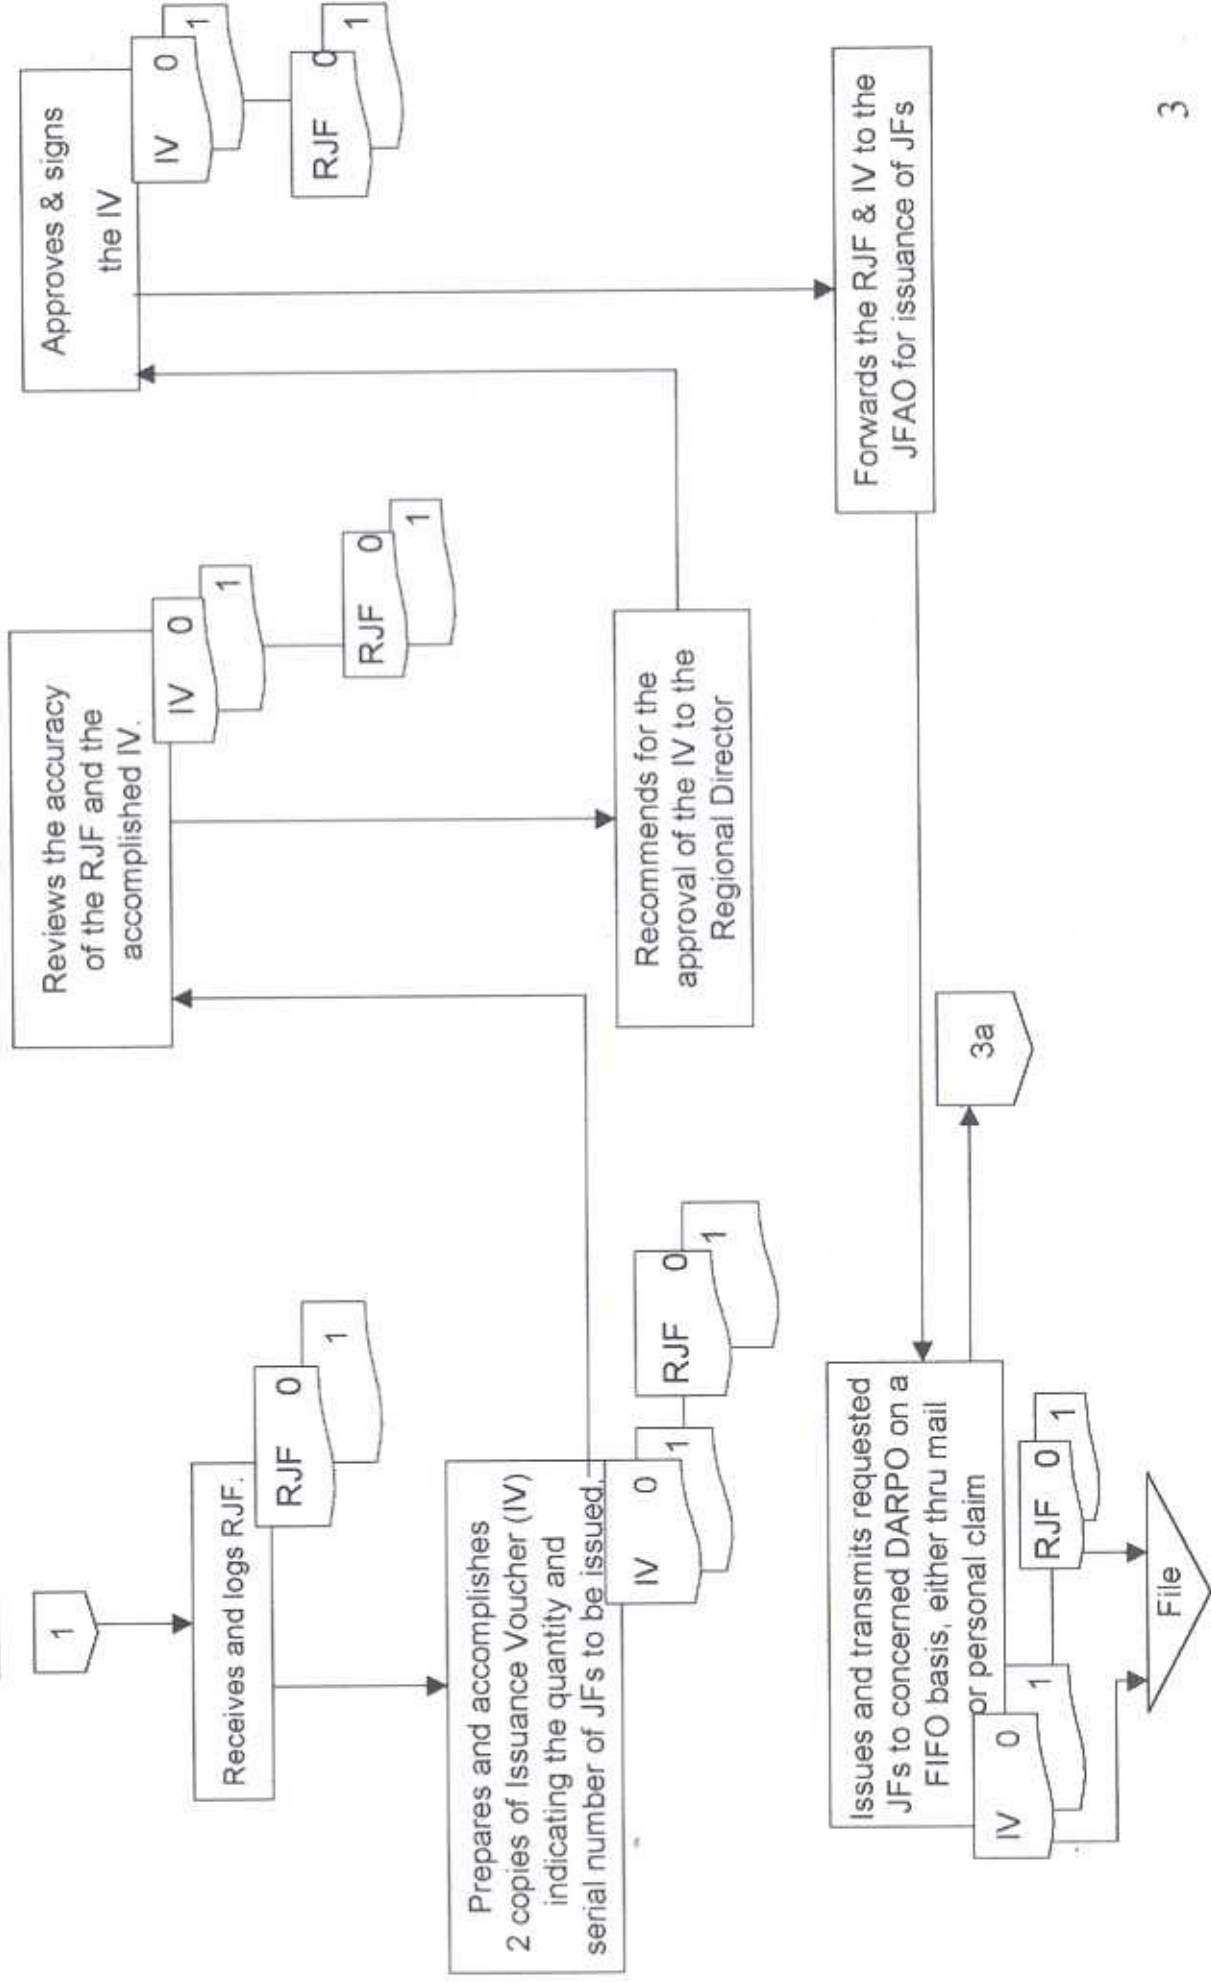 1
Receives and logs RJF.
RJF 0
1
Prepares and accomplishes
2 copies of Issuance Voucher (IV)
indicating the quantity and
serial number of JFs to be issued.
IV 0
1
RJF 0
1
Reviews the accuracy
of the RJF and the
accomplished IV.
IV 0
1
RJF 0
1
Recommends for the
approval of the IV to the
Regional Director
Approves & signs
the IV
IV 0
1
RJF 0
1
Forwards the RJF & IV to the
JFAO for issuance of JFs
Issues and transmits requested
JFs to concerned DARPO on a
FIFO basis, either thru mail
or personal claim
IV 0
1
RJF 0
1
File
3a
3